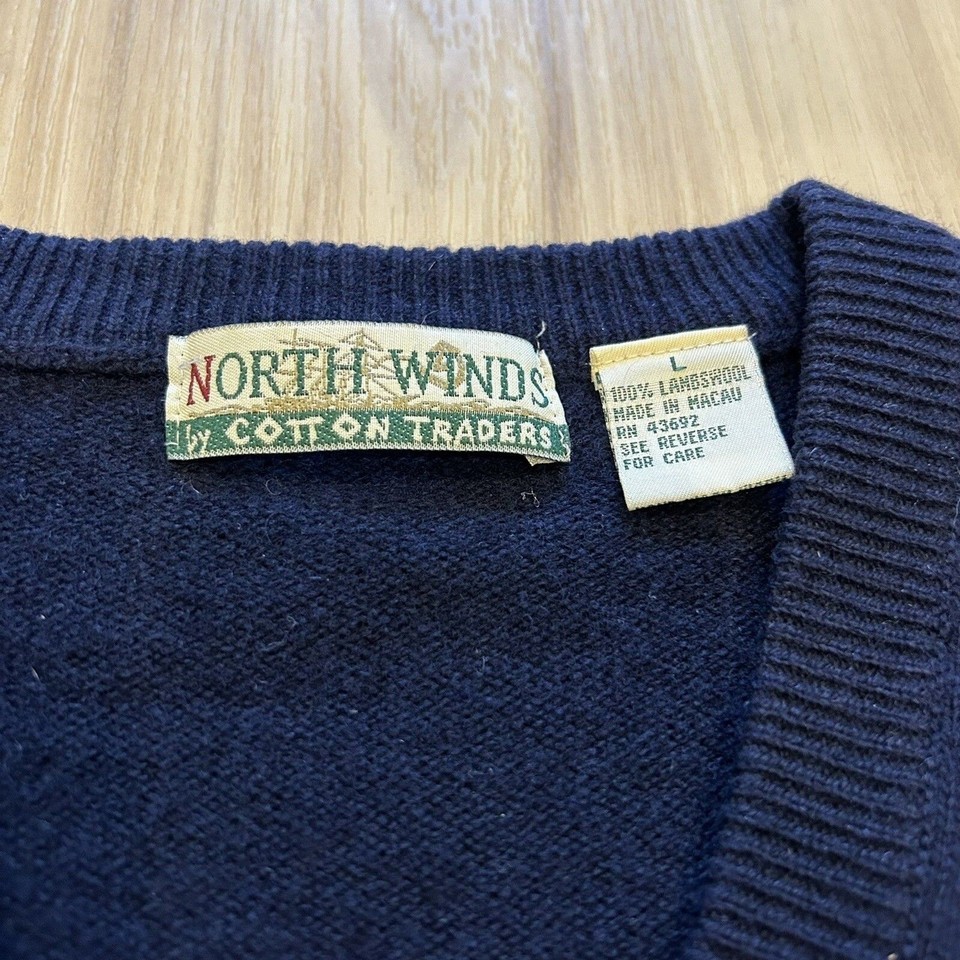 NORTH WINDS
by COTTON TRADERS
L
100% LAMBSWOOL
MADE IN MACAU
RN 43692
SEE REVERSE
FOR CARE